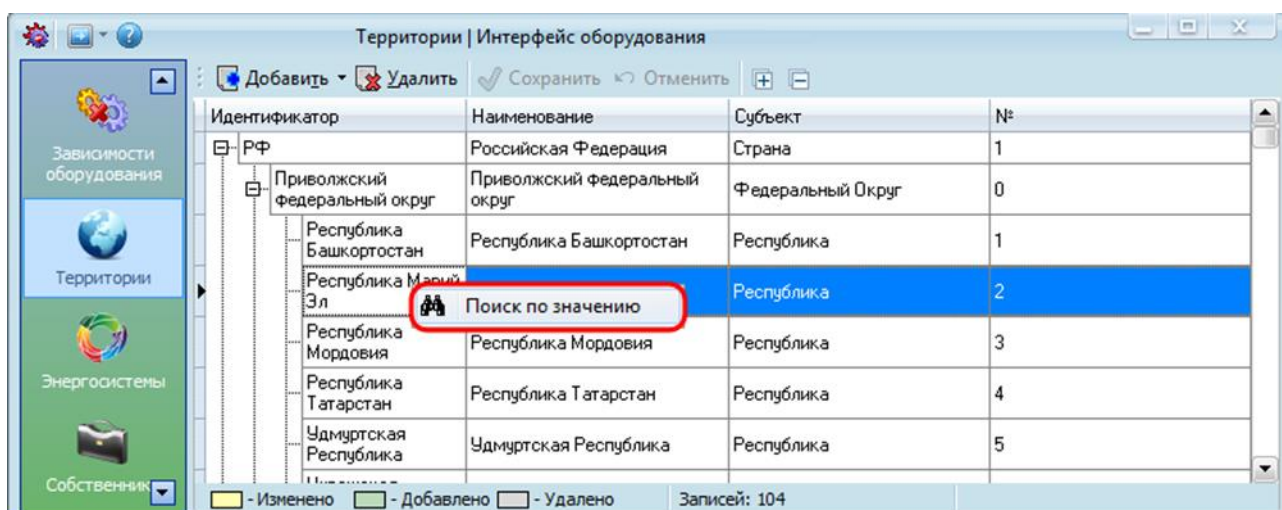 Территории | Интерфейс оборудования
Добавить Удалить Сохранить Отменить
Зависимости
оборудования
Территории
Энергосистемы
Собственник
Идентификатор Наименование Субъект №
РФ Российская Федерация Страна 1
Приволжский
федеральный округ Приволжский федеральный
округ Федеральный Округ 0
Республика
Башкортостан Республика Башкортостан Республика 1
Республика Марий
Эл Республика 2
Поиск по значению
Республика
Мордовия Республика Мордовия Республика 3
Республика
Татарстан Республика Татарстан Республика 4
Удмуртская
Республика Удмуртская Республика Республика 5
- Изменено - Добавлено - Удалено Записей: 104